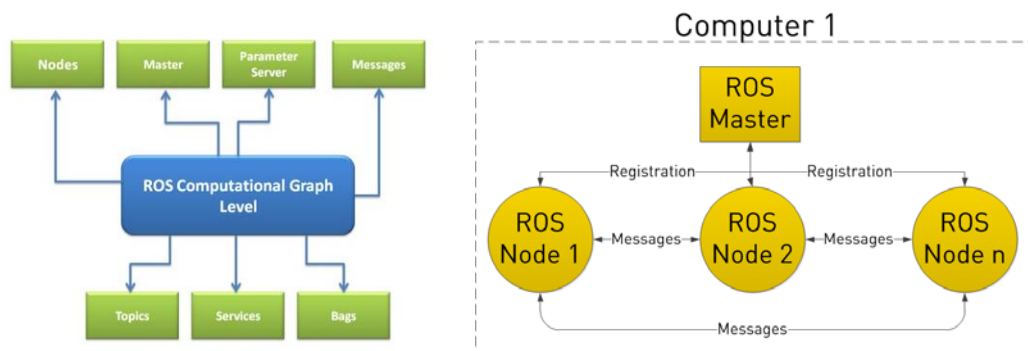 Nodes
Master
Parameter
Server
Messages
ROS Computational Graph
Level
Topics
Services
Bags
Computer 1
ROS
Master
Registration
Registration
ROS
Node 1
Messages
ROS
Node 2
Messages
ROS
Node n
Messages